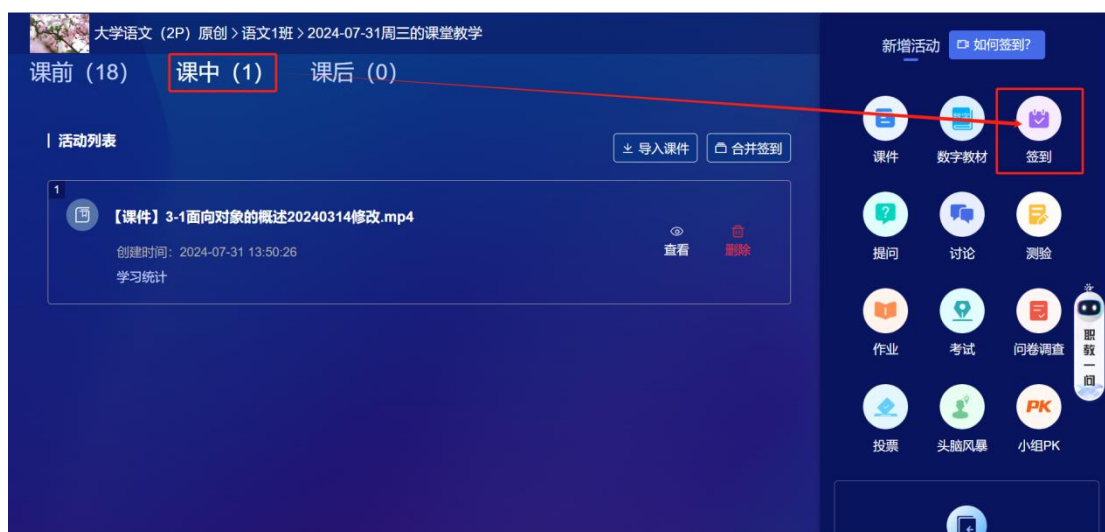 大学语文（2P）原创 > 语文1班 > 2024-07-31周三的课堂教学
课前（18） 课中（1） 课后（0）
活动列表
导入课件 合并签到
1
【课件】3-1面向对象的概述20240314修改.mp4
创建时间：2024-07-31 13:50:26
学习统计
查看 删除
新增活动 如何签到?
课件 数字教材 签到
提问 讨论 测验
作业 考试 问卷调查
投票 头脑风暴 小组PK
PK
职教一问